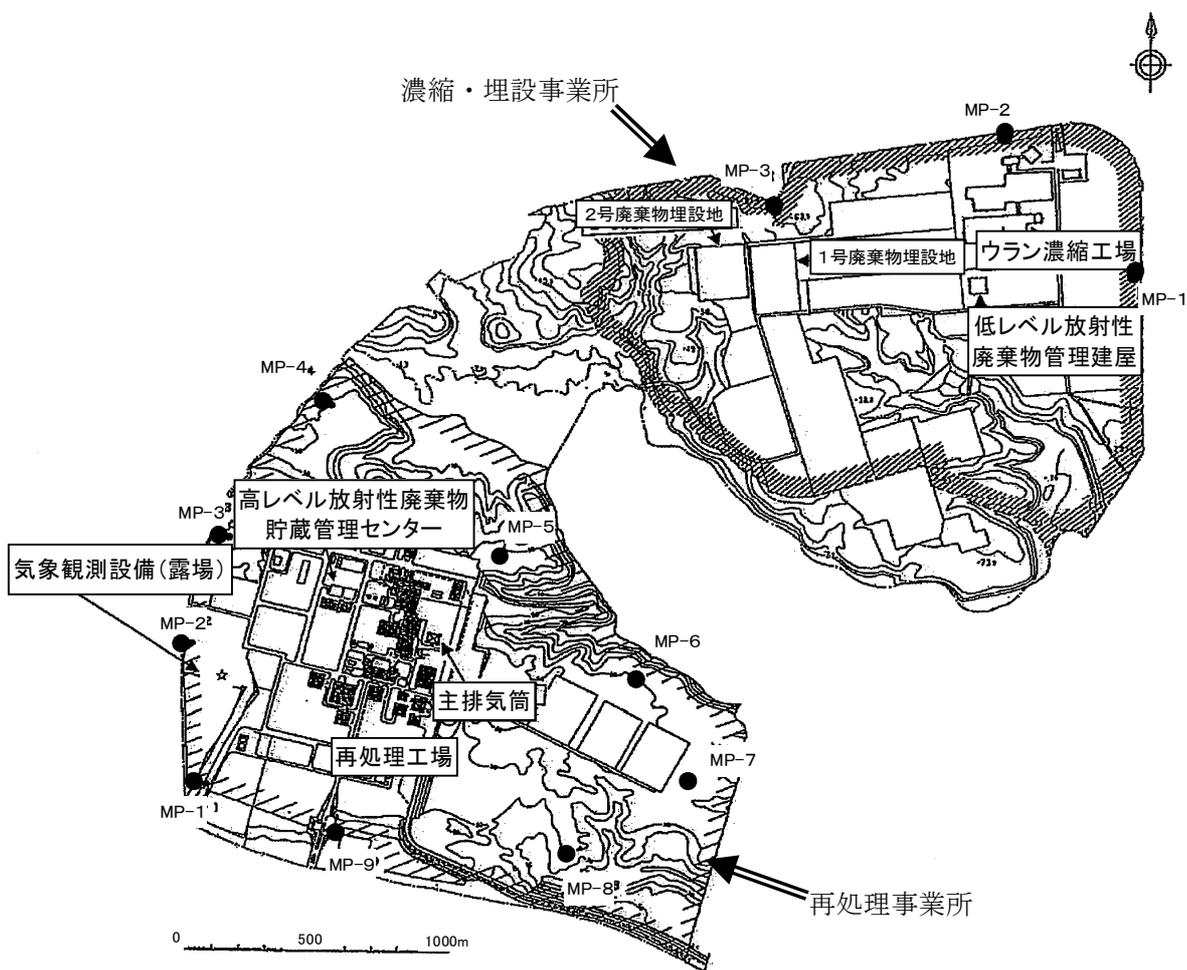 濃縮・埋設事業所
MP-2
MP-3
2号廃棄物埋設地
1号廃棄物埋設地
ウラン濃縮工場
MP-1
低レベル放射性
廃棄物管理建屋
MP-4
高レベル放射性廃棄物
貯蔵管理センター
MP-3
MP-5
気象観測設備(露場)
MP-2
MP-6
主排気筒
再処理工場
MP-7
MP-1
MP-9
MP-8
再処理事業所
0 500 1000m